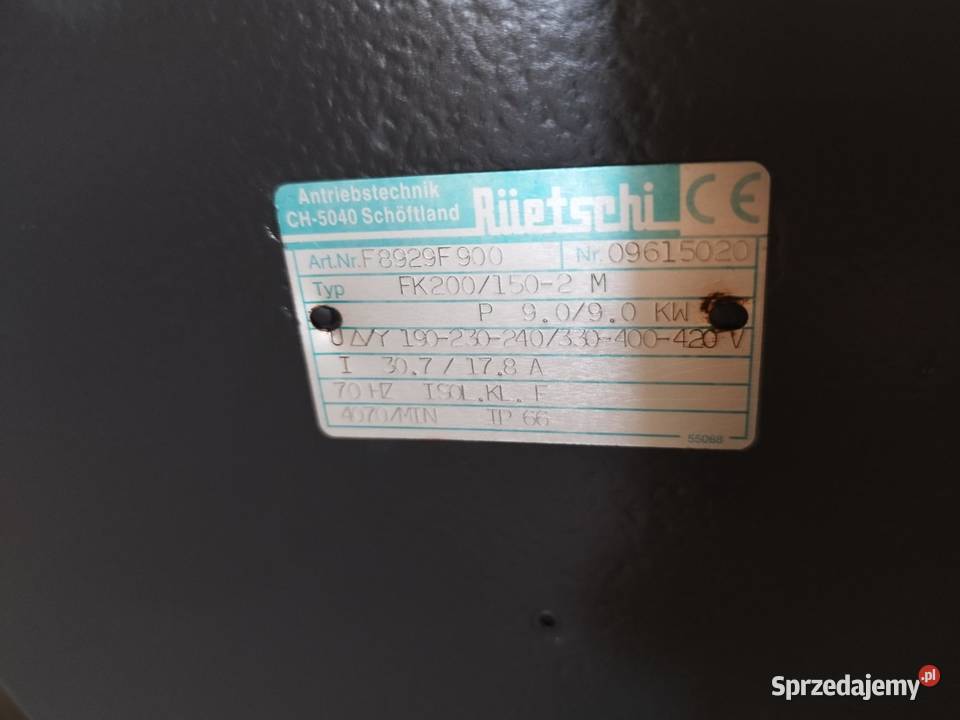 Antriebstechnik
CH-5040 Schöftland
Rüetschi
CE
Art.Nr. F8929F900 Nr. 09615020
Typ FK200/150-2 M
P 9.0/9.0 KW
U Δ/Y 190-230-240/330-400-420 V
I 30.7/17.8 A
70 HZ ISOL.KL. F
4070/MIN IP 66
55088
Sprzedajemy.pl